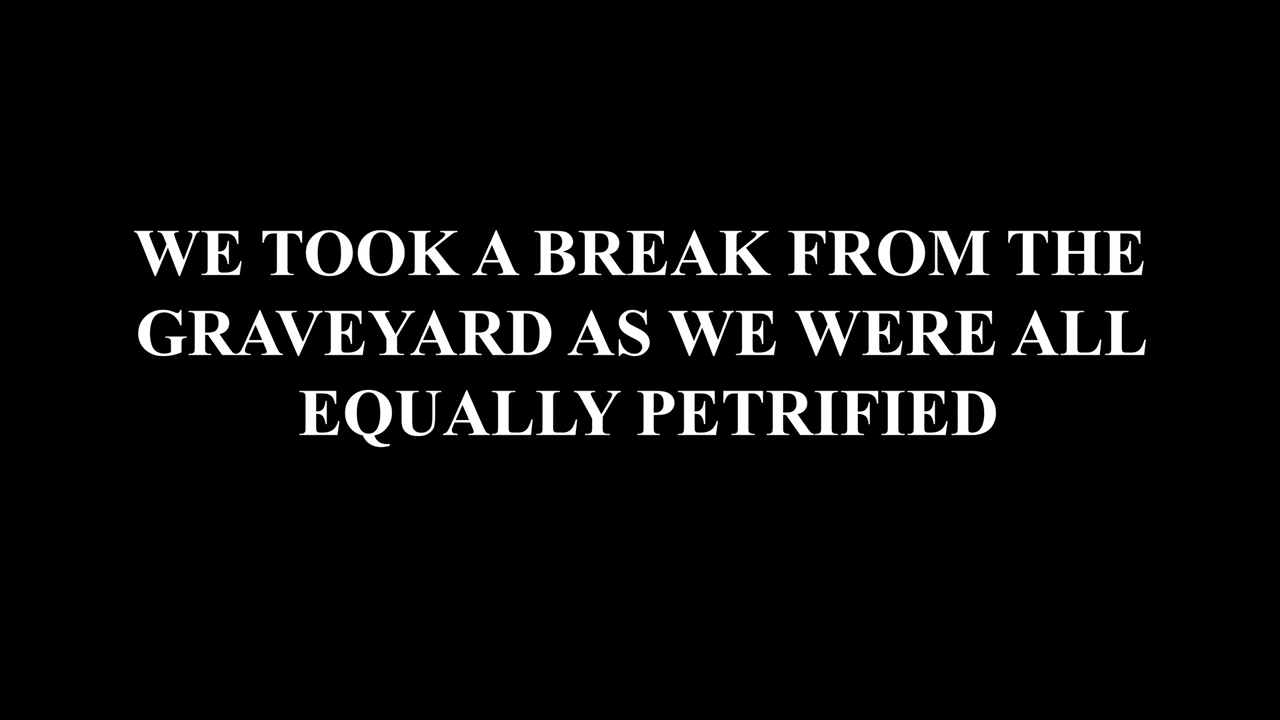 WE TOOK A BREAK FROM THE
GRAVEYARD AS WE WERE ALL
EQUALLY PETRIFIED